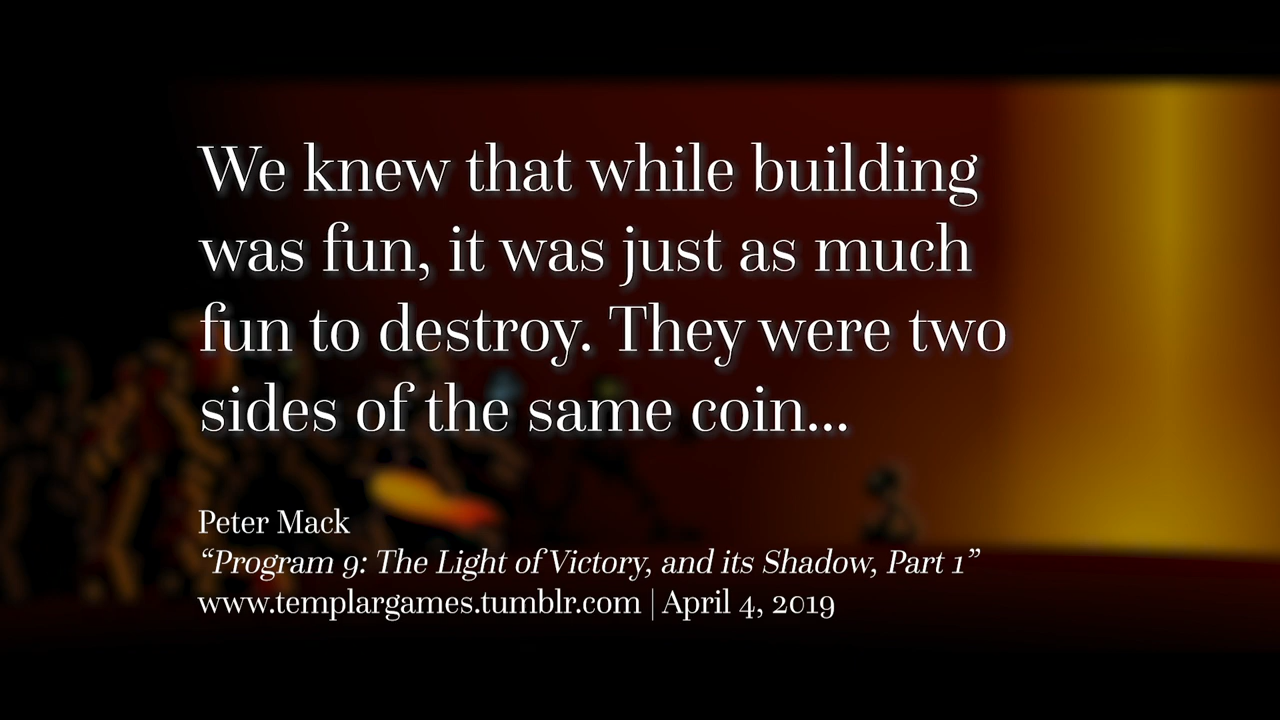 We knew that while building
was fun, it was just as much
fun to destroy. They were two
sides of the same coin...
Peter Mack
“Program 9: The Light of Victory, and its Shadow, Part 1”
www.templargames.tumblr.com | April 4, 2019